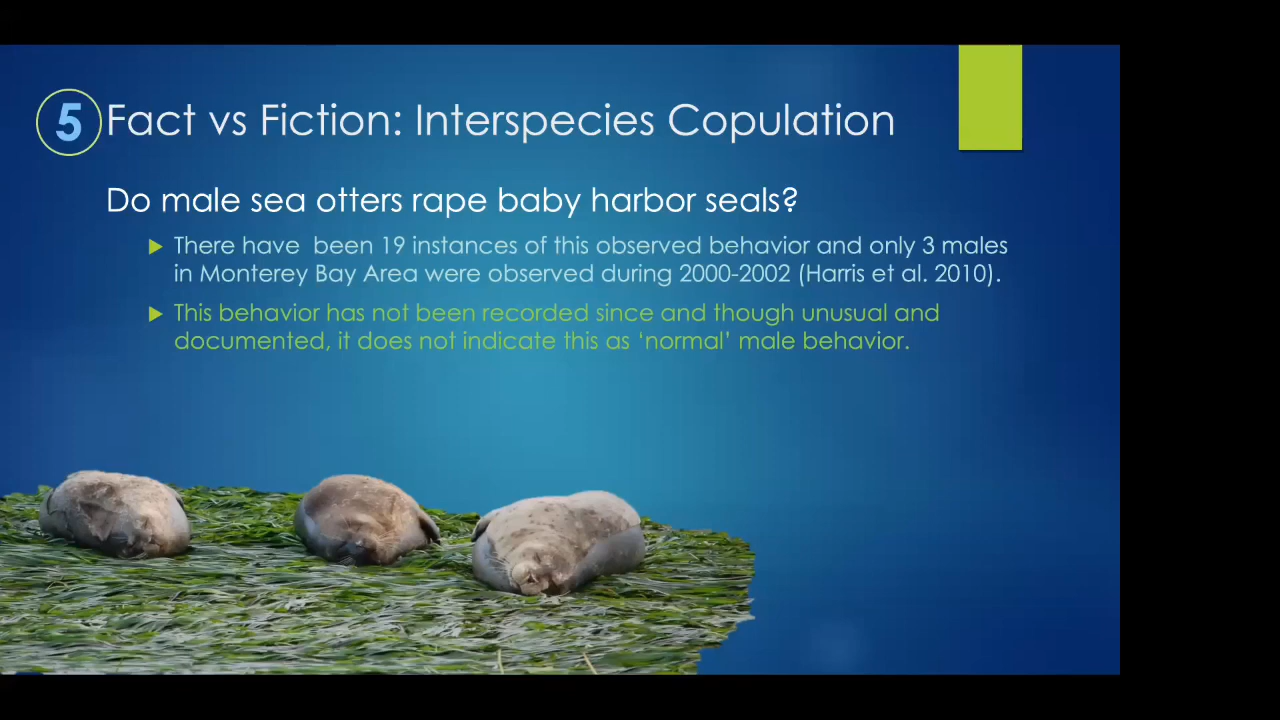 5 Fact vs Fiction: Interspecies Copulation
Do male sea otters rape baby harbor seals?
There have been 19 instances of this observed behavior and only 3 males
in Monterey Bay Area were observed during 2000-2002 (Harris et al. 2010).
This behavior has not been recorded since and though unusual and
documented, it does not indicate this as ‘normal’ male behavior.